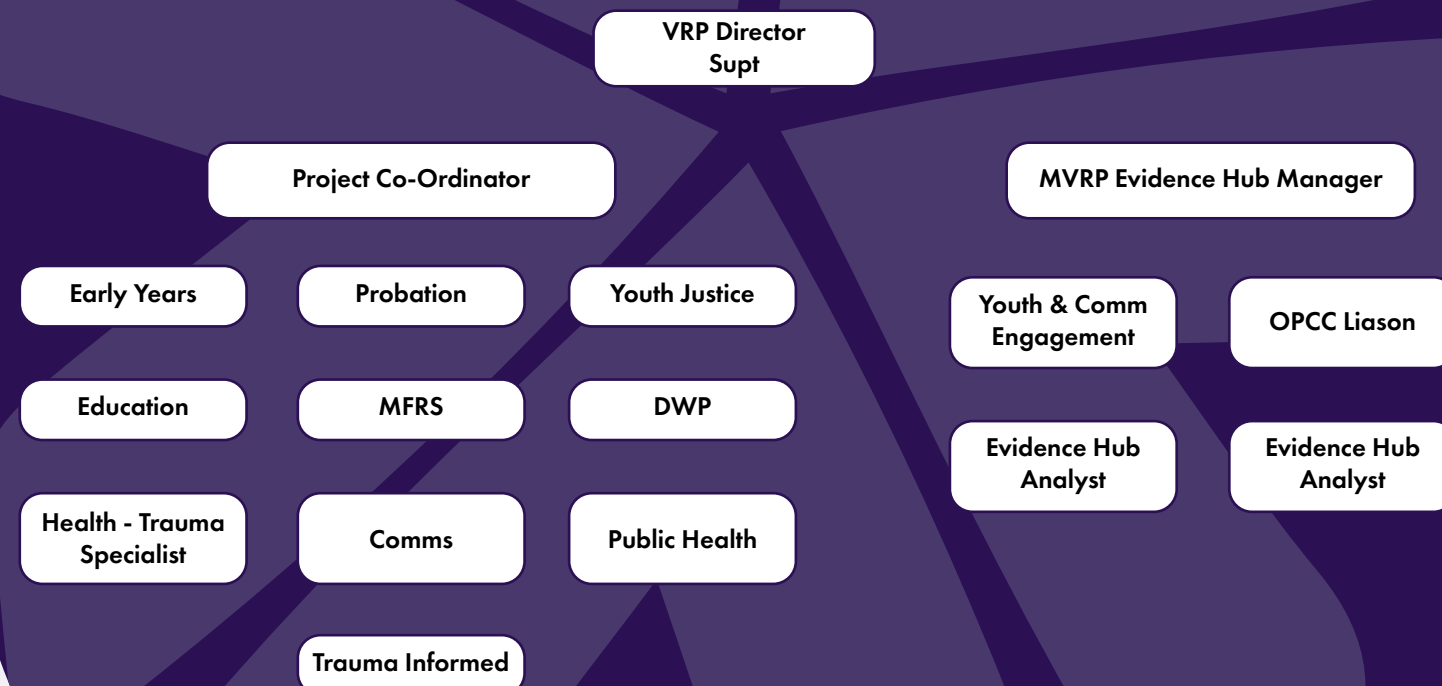 VRP Director
Supt
Project Co-Ordinator
MVRP Evidence Hub Manager
Early Years
Probation
Youth Justice
Youth & Comm
Engagement
OPCC Liason
Education
MFRS
DWP
Evidence Hub
Analyst
Evidence Hub
Analyst
Health - Trauma
Specialist
Comms
Public Health
Trauma Informed